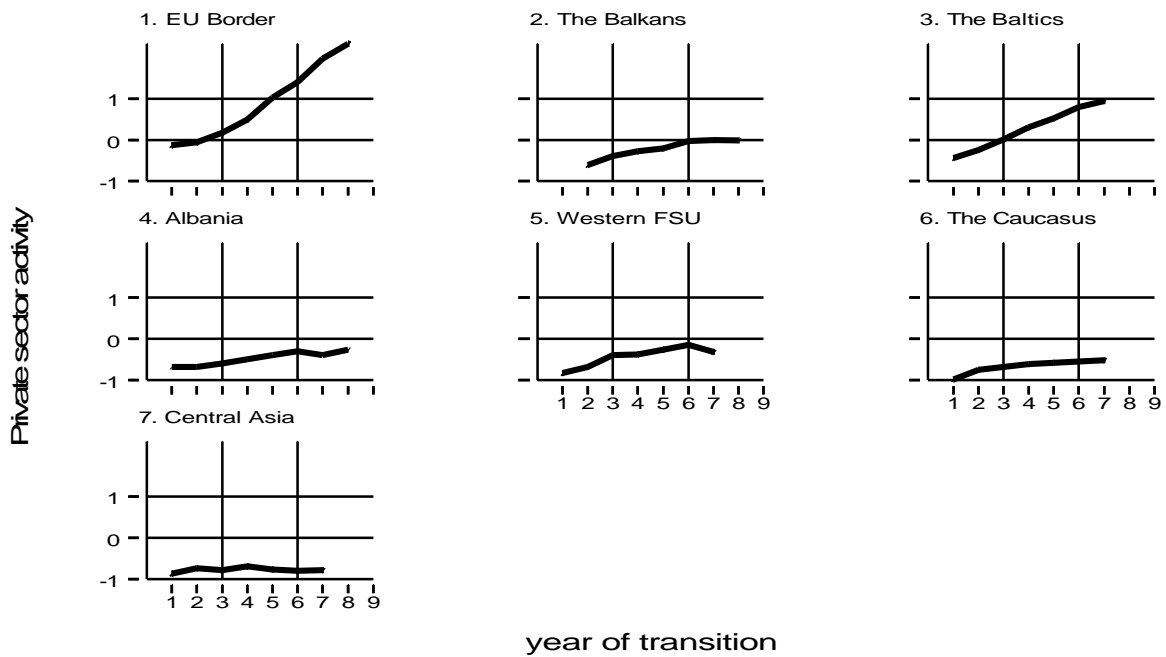 1. EU Border
2. The Balkans
3. The Baltics
1
0
-1
4. Albania
5. Western FSU
6. The Caucasus
1
0
-1
1 2 3 4 5 6 7 8 9
1 2 3 4 5 6 7 8 9
7. Central Asia
1
0
-1
1 2 3 4 5 6 7 8 9
Private sector activity
year of transition